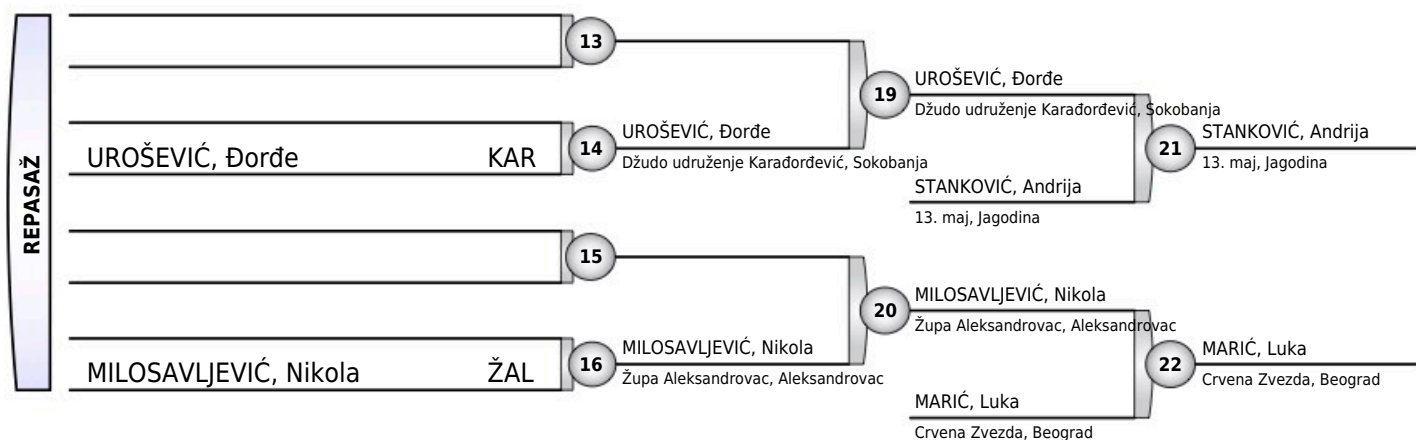 REPASAŽ
13
UROŠEVIĆ, Đorđe KAR
14
UROŠEVIĆ, Đorđe
Džudo udruženje Karađorđević, Sokobanja
15
MILOSAVLJEVIĆ, Nikola ŽAL
16
MILOSAVLJEVIĆ, Nikola
Župa Aleksandrovac, Aleksandrovac
19
UROŠEVIĆ, Đorđe
Džudo udruženje Karađorđević, Sokobanja
STANKOVIĆ, Andrija
13. maj, Jagodina
20
MILOSAVLJEVIĆ, Nikola
Župa Aleksandrovac, Aleksandrovac
MARIĆ, Luka
Crvena Zvezda, Beograd
21
STANKOVIĆ, Andrija
13. maj, Jagodina
22
MARIĆ, Luka
Crvena Zvezda, Beograd